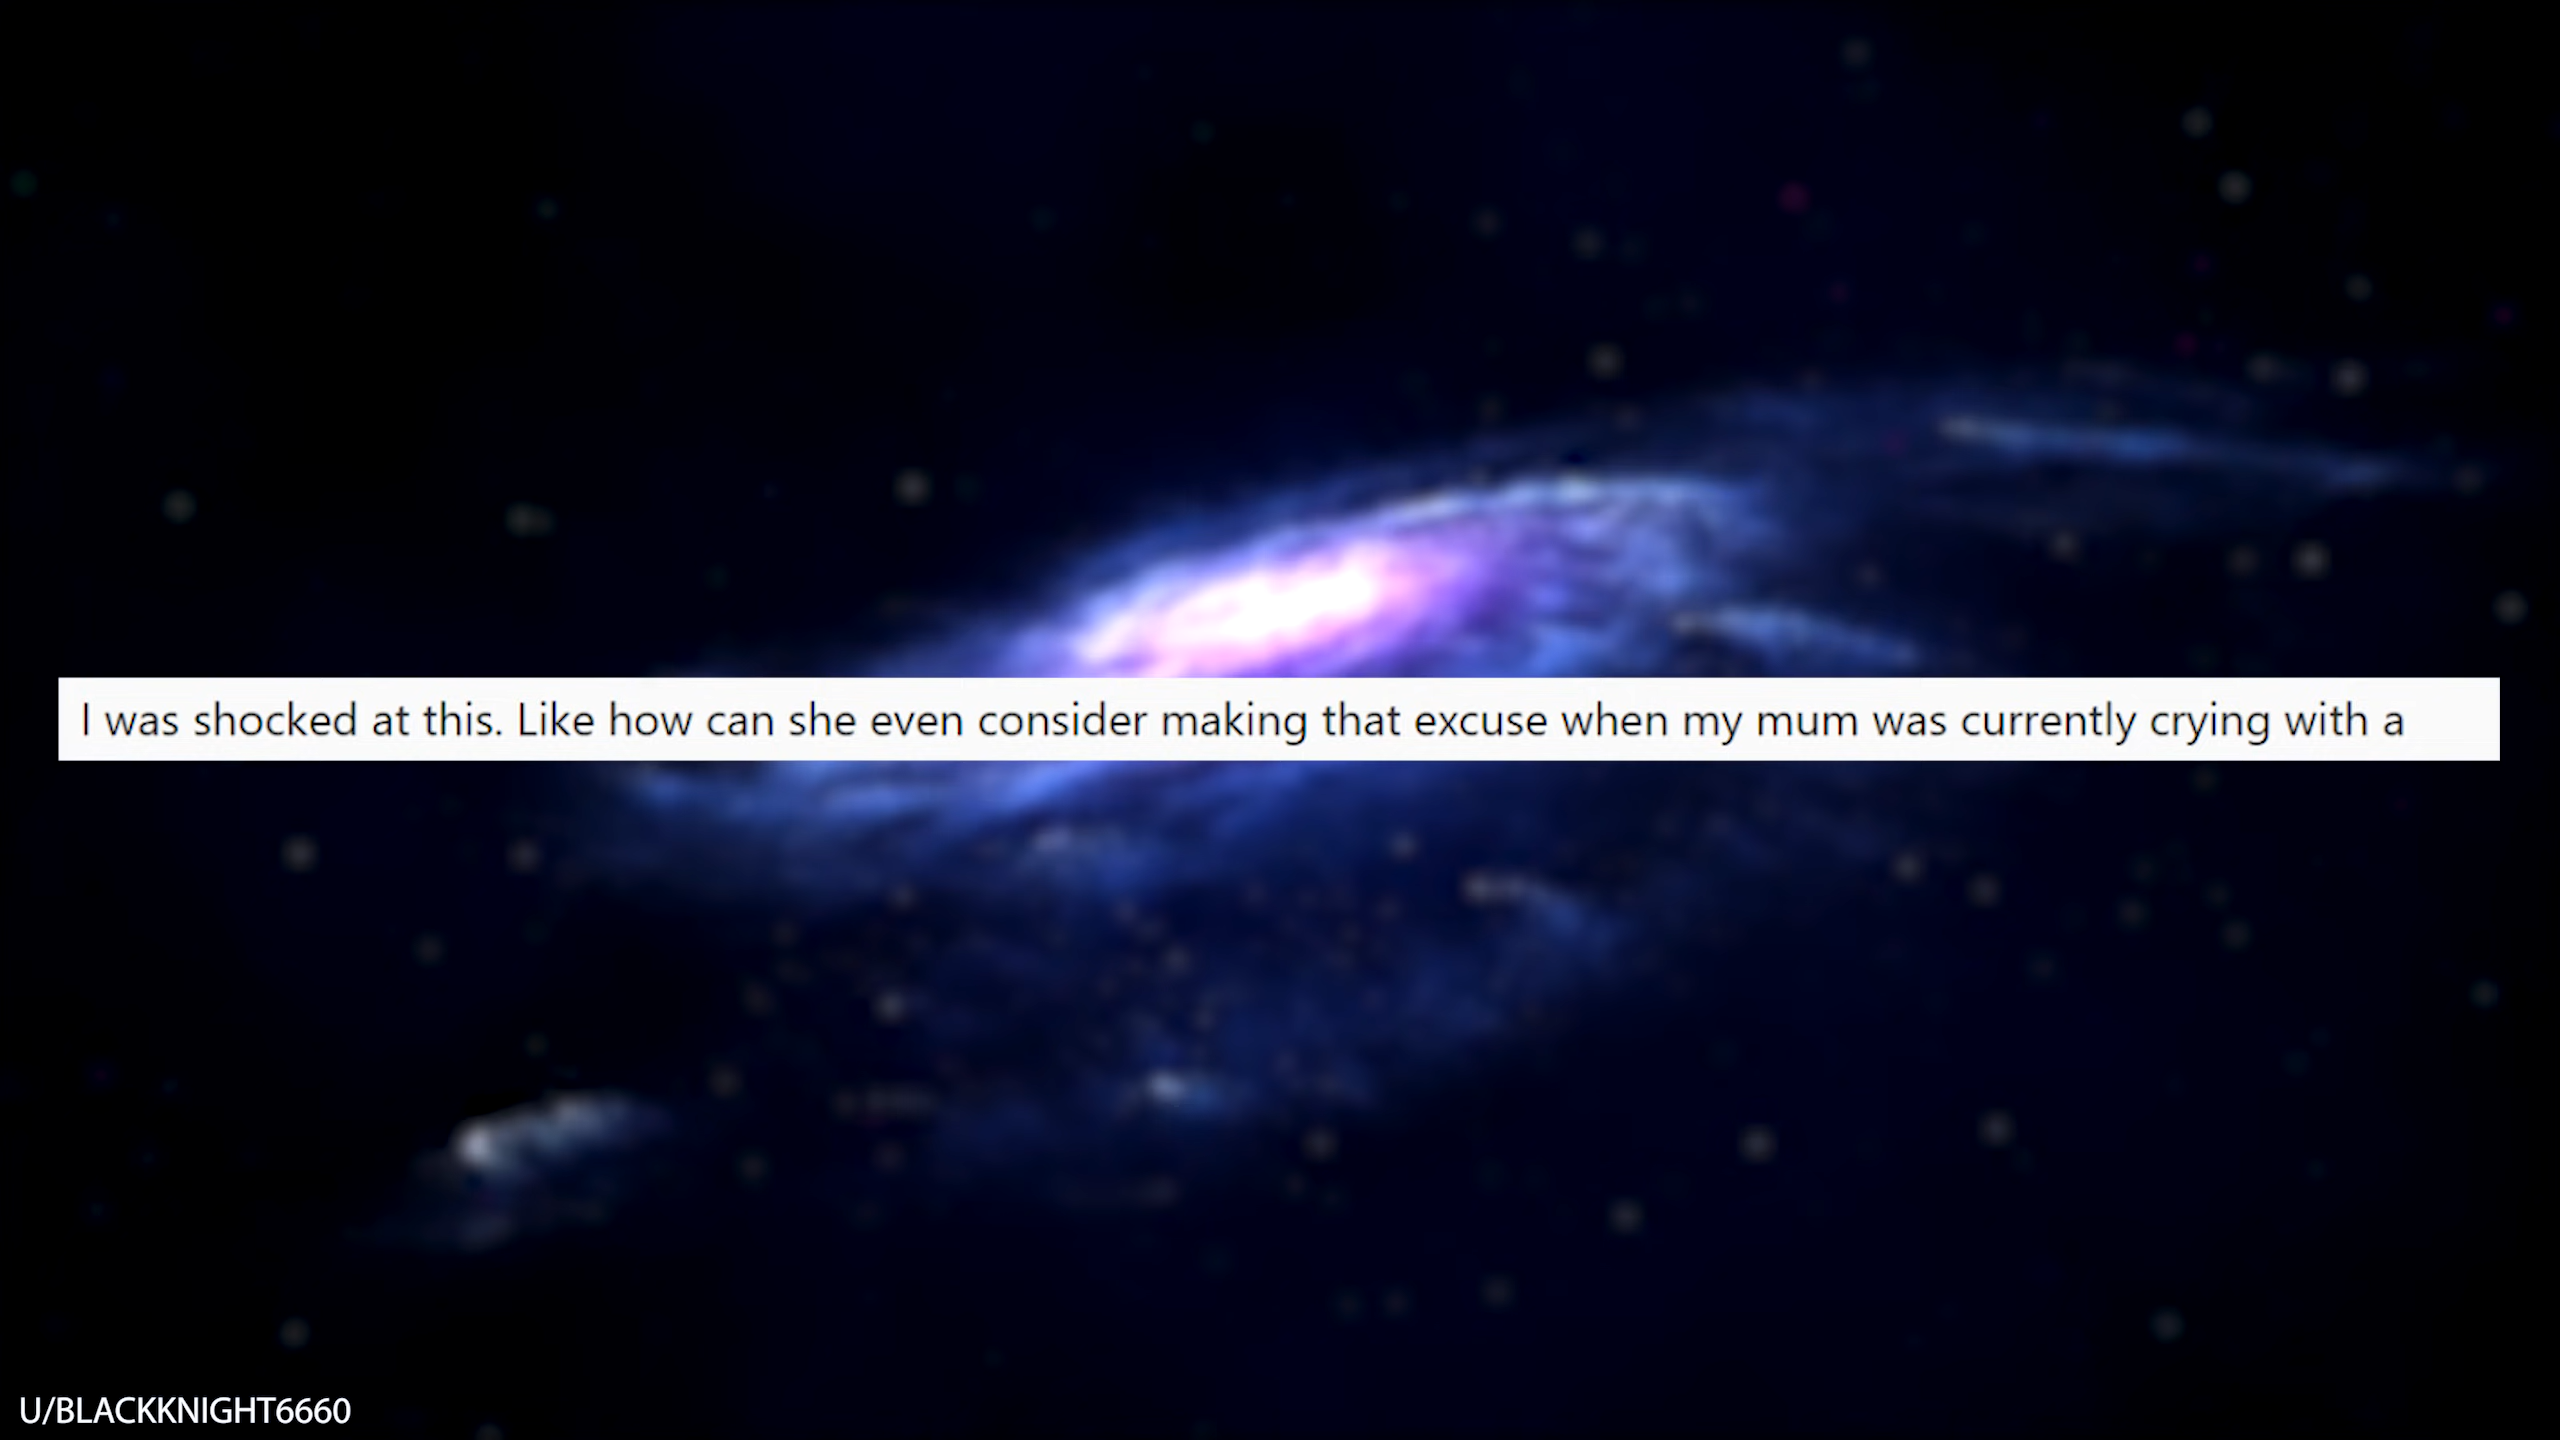 I was shocked at this. Like how can she even consider making that excuse when my mum was currently crying with a
U/BLACKKNIGHT6660